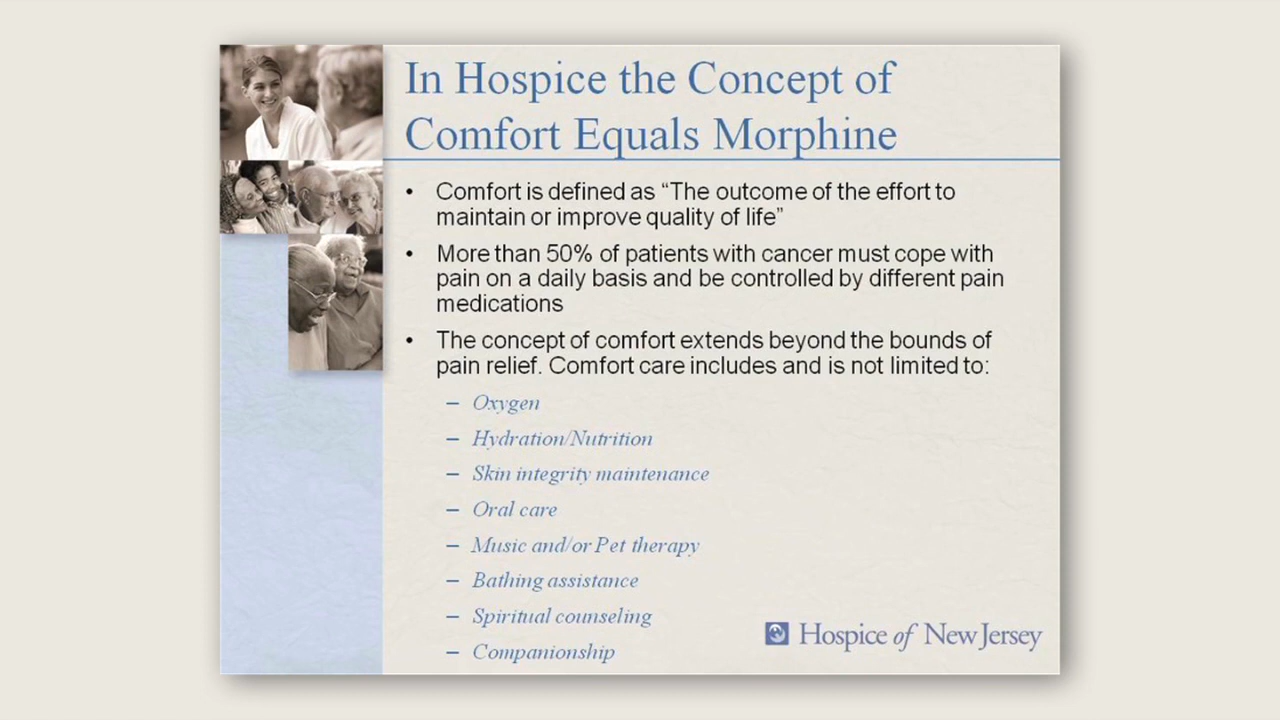 In Hospice the Concept of
Comfort Equals Morphine
• Comfort is defined as “The outcome of the effort to
maintain or improve quality of life”
• More than 50% of patients with cancer must cope with
pain on a daily basis and be controlled by different pain
medications
• The concept of comfort extends beyond the bounds of
pain relief. Comfort care includes and is not limited to:
– Oxygen
– Hydration/Nutrition
– Skin integrity maintenance
– Oral care
– Music and/or Pet therapy
– Bathing assistance
– Spiritual counseling
– Companionship
Hospice of New Jersey